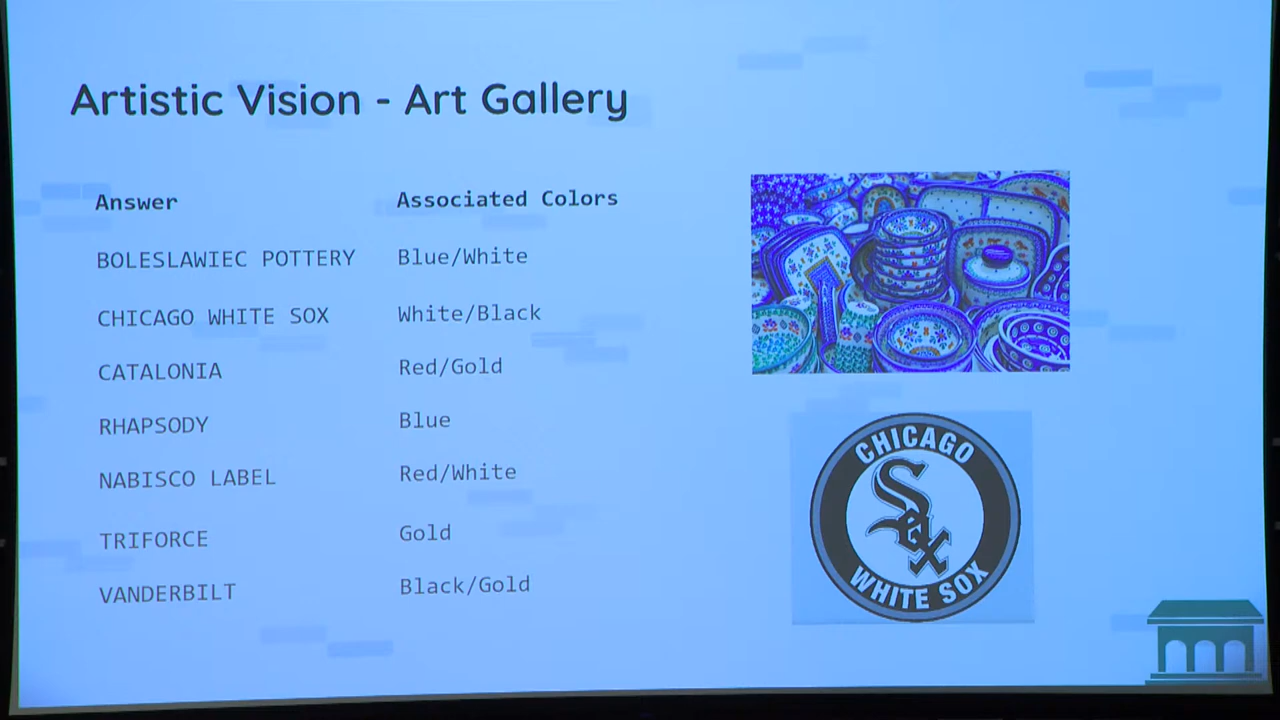 Artistic Vision - Art Gallery
Answer Associated Colors
BOLESLAWIEC POTTERY Blue/White
CHICAGO WHITE SOX White/Black
CATALONIA Red/Gold
RHAPSODY Blue
NABISCO LABEL Red/White
TRIFORCE Gold
VANDERBILT Black/Gold
CHICAGO
Sox
WHITE SOX